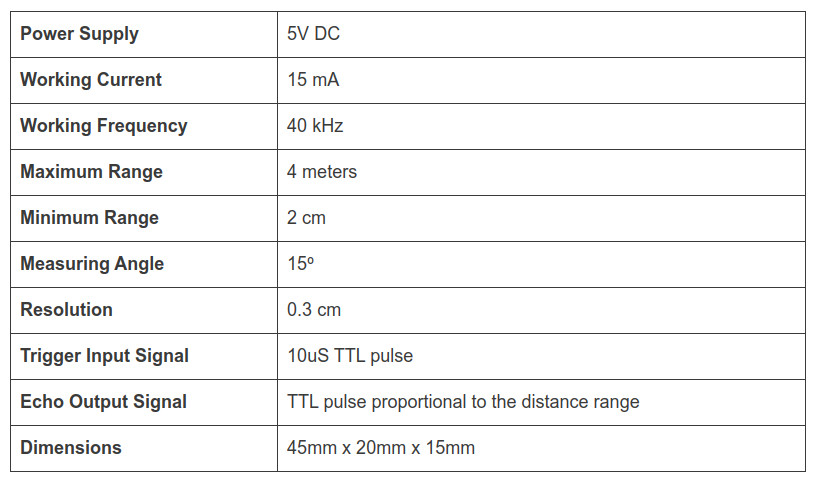 Power Supply 5V DC
Working Current 15 mA
Working Frequency 40 kHz
Maximum Range 4 meters
Minimum Range 2 cm
Measuring Angle 15º
Resolution 0.3 cm
Trigger Input Signal 10uS TTL pulse
Echo Output Signal TTL pulse proportional to the distance range
Dimensions 45mm x 20mm x 15mm